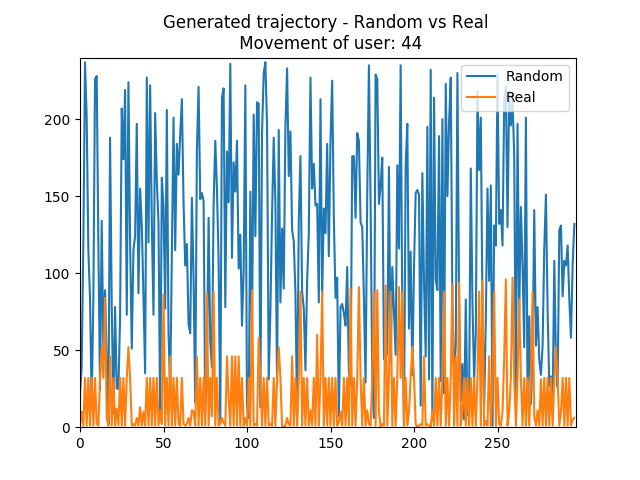 Generated trajectory - Random vs Real
Movement of user: 44
Random
Real
200
150
100
50
0
0 50 100 150 200 250